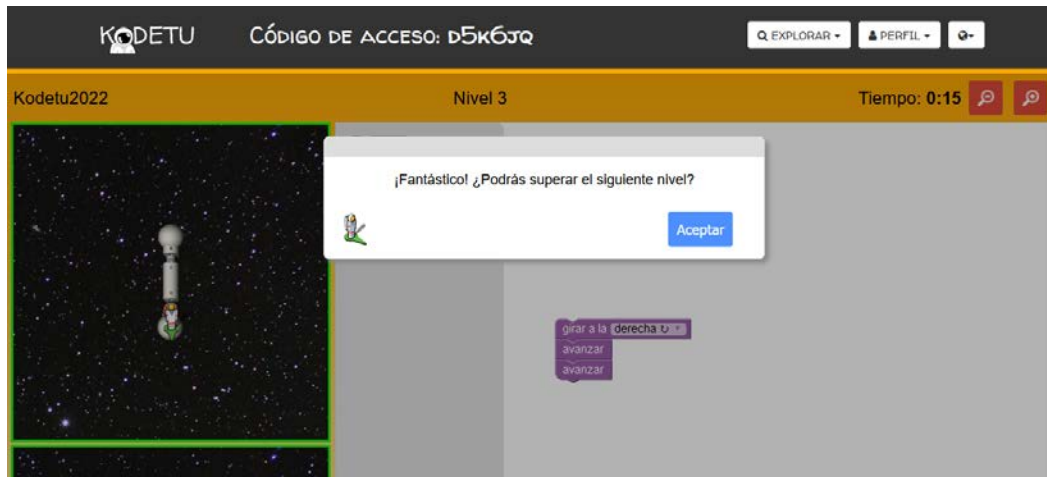 KODETU
CÓDIGO DE ACCESO: D5K6JQ
EXPLORAR
PERFIL
Kodetu2022
Nivel 3
Tiempo: 0:15
¡Fantástico! ¿Podrás superar el siguiente nivel?
Aceptar
girar a la derecha ↻
avanzar
avanzar